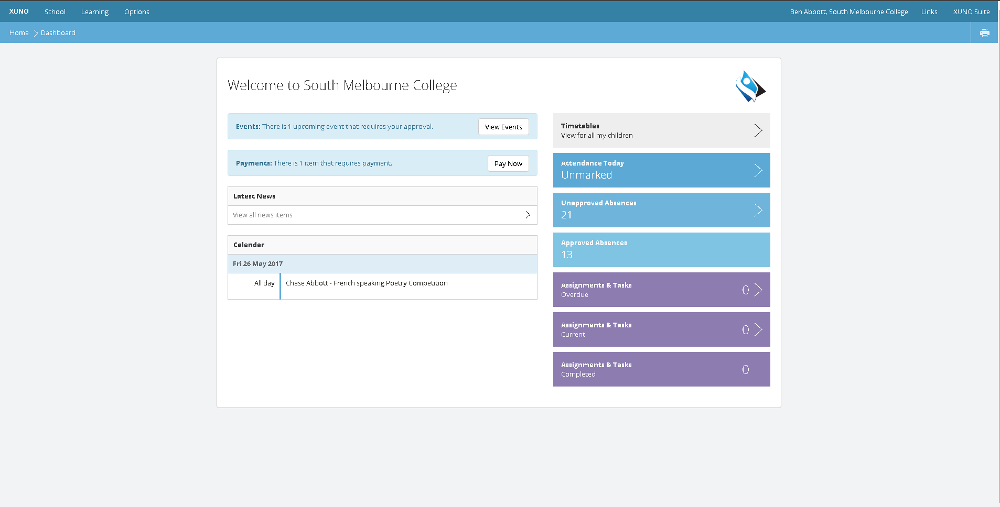 XUNO School Learning Options Ben Abbott, South Melbourne College Links XUNO Suite
Home Dashboard
Welcome to South Melbourne College
Events: There is 1 upcoming event that requires your approval. View Events
Payments: There is 1 item that requires payment. Pay Now
Latest News
View all news items
Calendar
Fri 26 May 2017
All day Chase Abbott - French speaking Poetry Competition
Timetables
View for all my children
Attendance Today
Unmarked
Unapproved Absences
21
Approved Absences
13
Assignments & Tasks
Overdue 0
Assignments & Tasks
Current 0
Assignments & Tasks
Completed 0